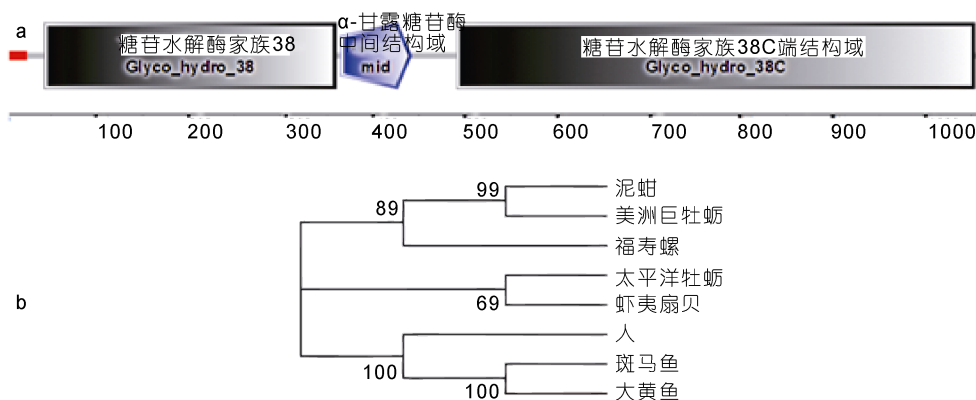 a
糖苷水解酶家族38
Glyco_hydro_38
α-甘露糖苷酶
中间结构域
mid
糖苷水解酶家族38C端结构域
Glyco_hydro_38C
100 200 300 400 500 600 700 800 900 1000
b
99
89
69
100
100
泥蚶
美洲巨牡蛎
福寿螺
太平洋牡蛎
虾夷扇贝
人
斑马鱼
大黄鱼